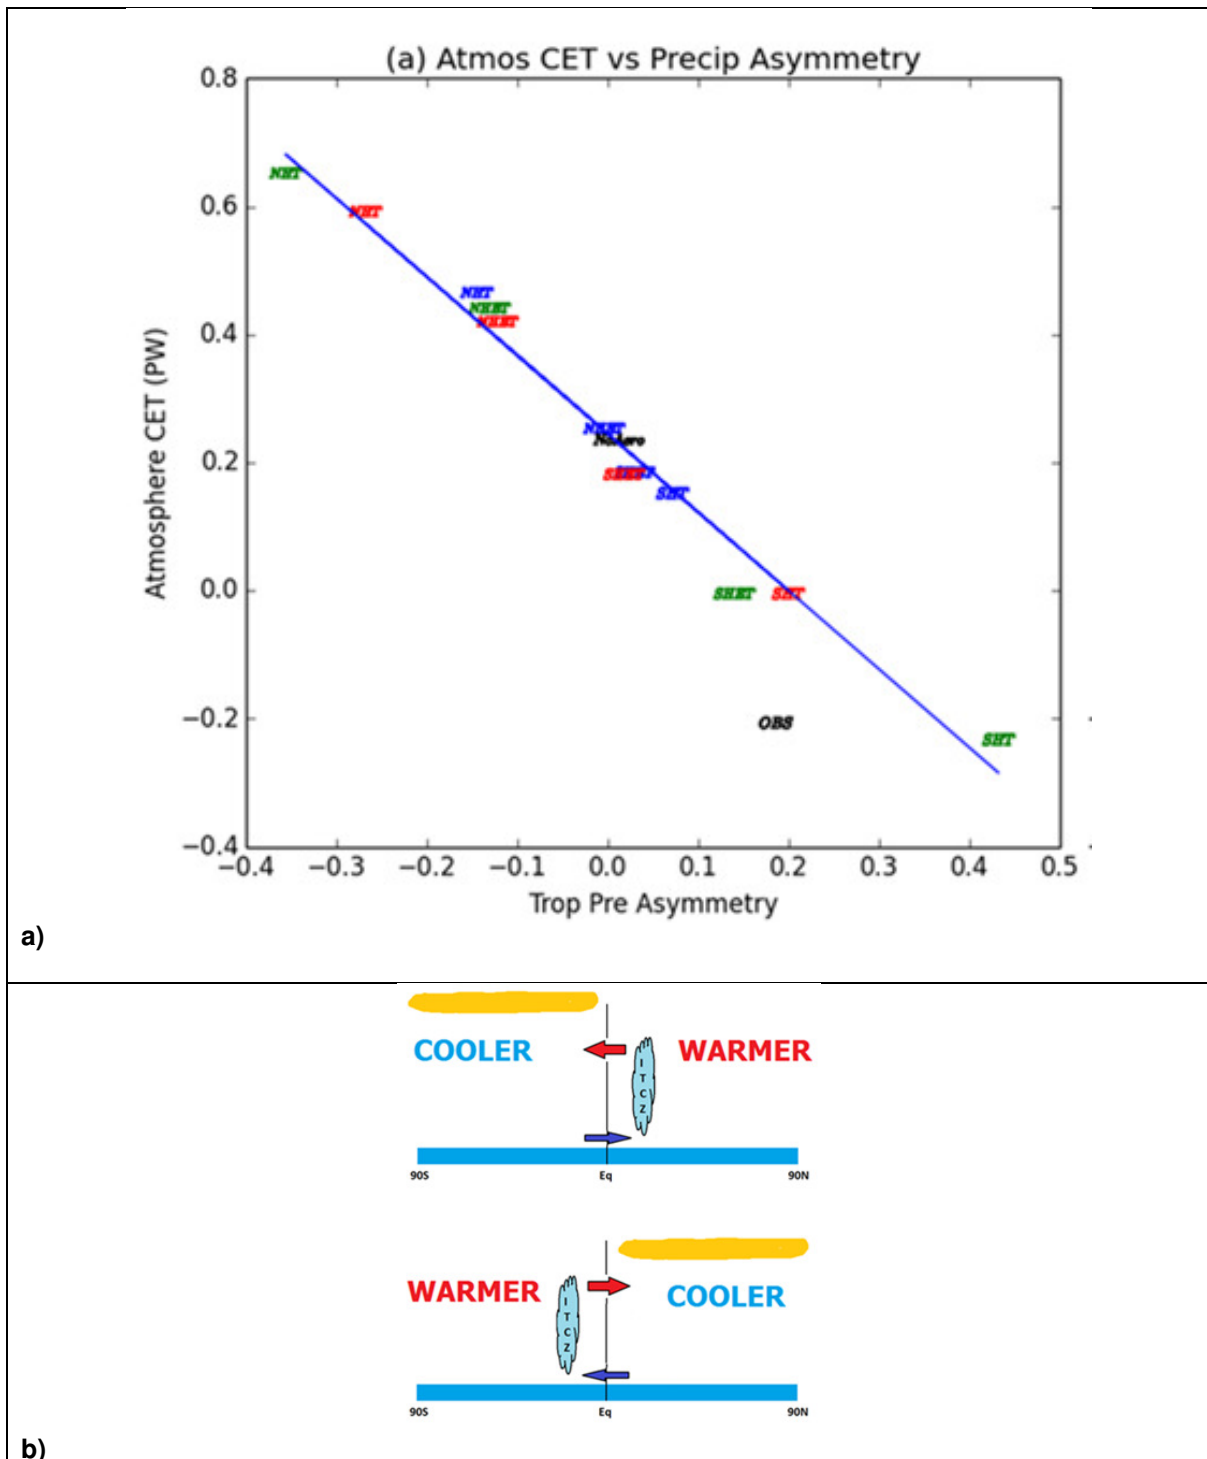 (a) Atmos CET vs Precip Asymmetry
0.8
0.6
0.4
0.2
0.0
−0.2
−0.4
Atmosphere CET (PW)
NHT
NHT
NHT
NHET
NHET
NHET
NoAero
SHT
SHET
SHT
OBS
SHT
−0.4 −0.3 −0.2 −0.1 0.0 0.1 0.2 0.3 0.4 0.5
Trop Pre Asymmetry
a)
COOLER
ITCZ
WARMER
90S Eq 90N
WARMER
ITCZ
COOLER
90S Eq 90N
b)